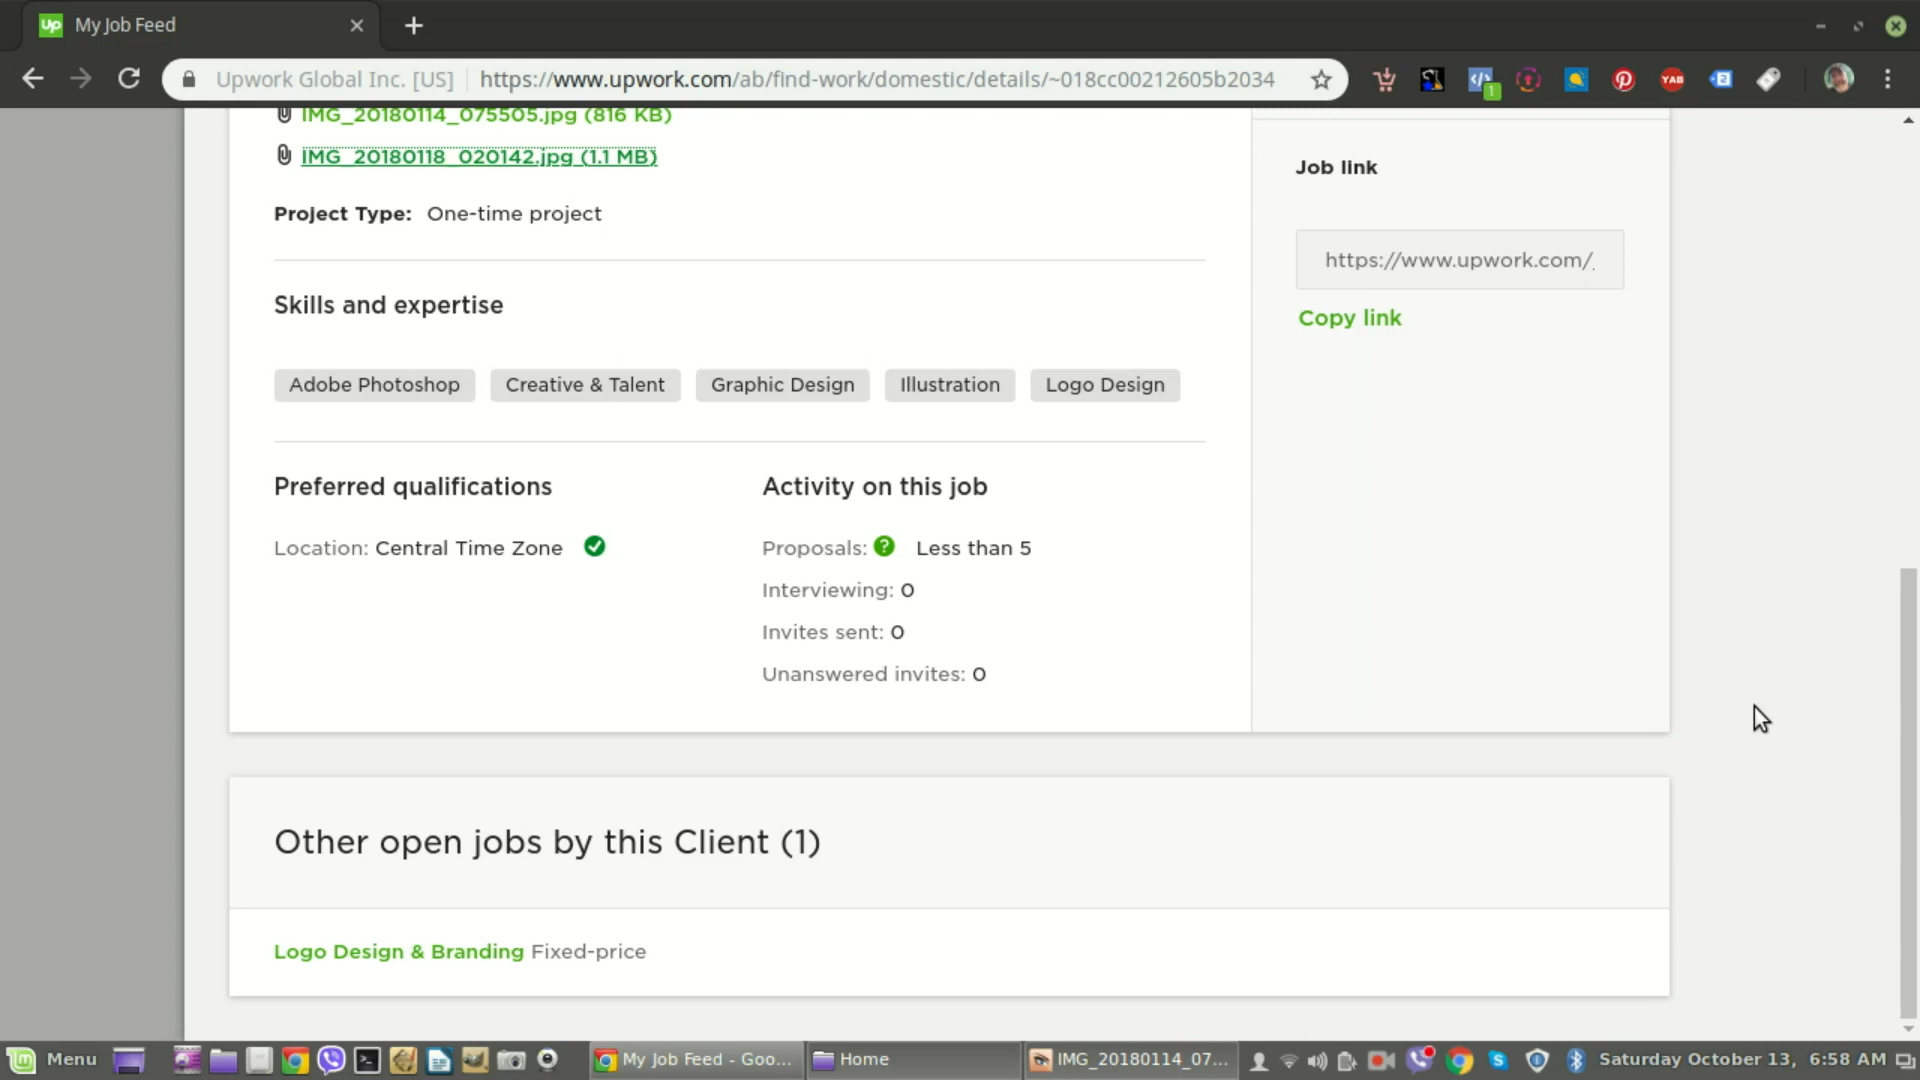 Up My Job Feed
Upwork Global Inc. [US] https://www.upwork.com/ab/find-work/domestic/details/~018cc00212605b2034
</> 1 YAB
IMG_20180114_075505.jpg (816 KB)
IMG_20180118_020142.jpg (1.1 MB)
Job link
Project Type: One-time project
https://www.upwork.com/
Skills and expertise
Copy link
Adobe Photoshop Creative & Talent Graphic Design Illustration Logo Design
Preferred qualifications Activity on this job
Location: Central Time Zone Proposals: ? Less than 5
Interviewing: 0
Invites sent: 0
Unanswered invites: 0
Other open jobs by this Client (1)
Logo Design & Branding Fixed-price
Menu My Job Feed - Goo... Home IMG_20180114_07... Saturday October 13, 6:58 AM